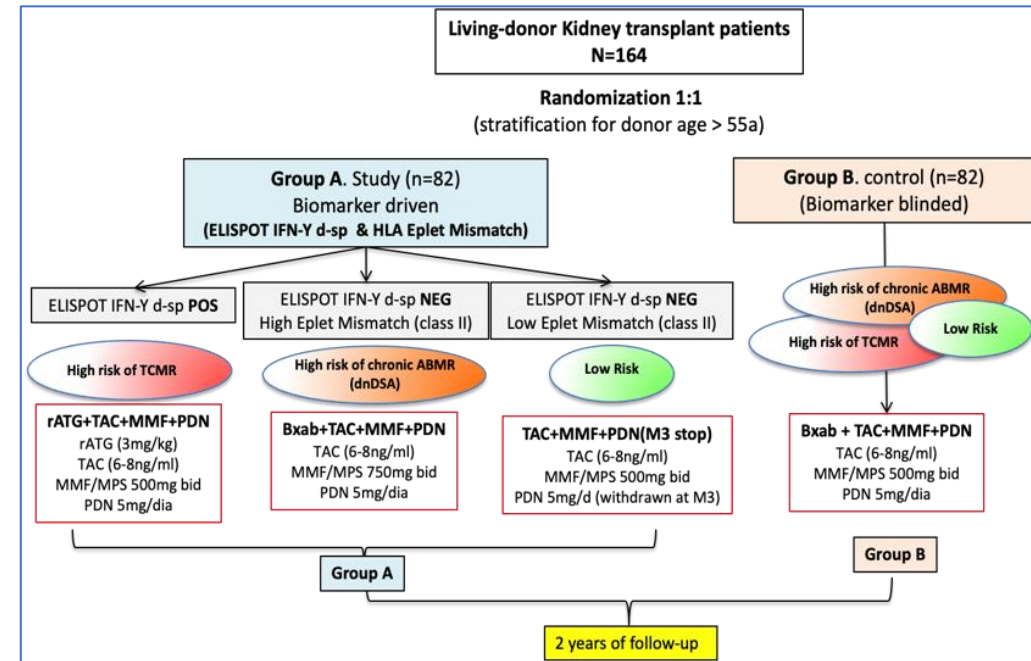 Living-donor Kidney transplant patients
N=164
Randomization 1:1
(stratification for donor age > 55a)
Group A. Study (n=82)
Biomarker driven
(ELISPOT IFN-Y d-sp & HLA Eplet Mismatch)
Group B. control (n=82)
(Biomarker blinded)
ELISPOT IFN-Y d-sp POS
ELISPOT IFN-Y d-sp NEG
High Eplet Mismatch (class II)
ELISPOT IFN-Y d-sp NEG
Low Eplet Mismatch (class II)
High risk of chronic ABMR
(dnDSA)
High risk of TCMR
Low Risk
High risk of TCMR
High risk of chronic ABMR
(dnDSA)
Low Risk
rATG+TAC+MMF+PDN
rATG (3mg/kg)
TAC (6-8ng/ml)
MMF/MPS 500mg bid
PDN 5mg/dia
Bxab+TAC+MMF+PDN
TAC (6-8ng/ml)
MMF/MPS 750mg bid
PDN 5mg/dia
TAC+MMF+PDN(M3 stop)
TAC (6-8ng/ml)
MMF/MPS 500mg bid
PDN 5mg/d (withdrawn at M3)
Bxab + TAC+MMF+PDN
TAC (6-8ng/ml)
MMF/MPS 500mg bid
PDN 5mg/dia
Group A
Group B
2 years of follow-up